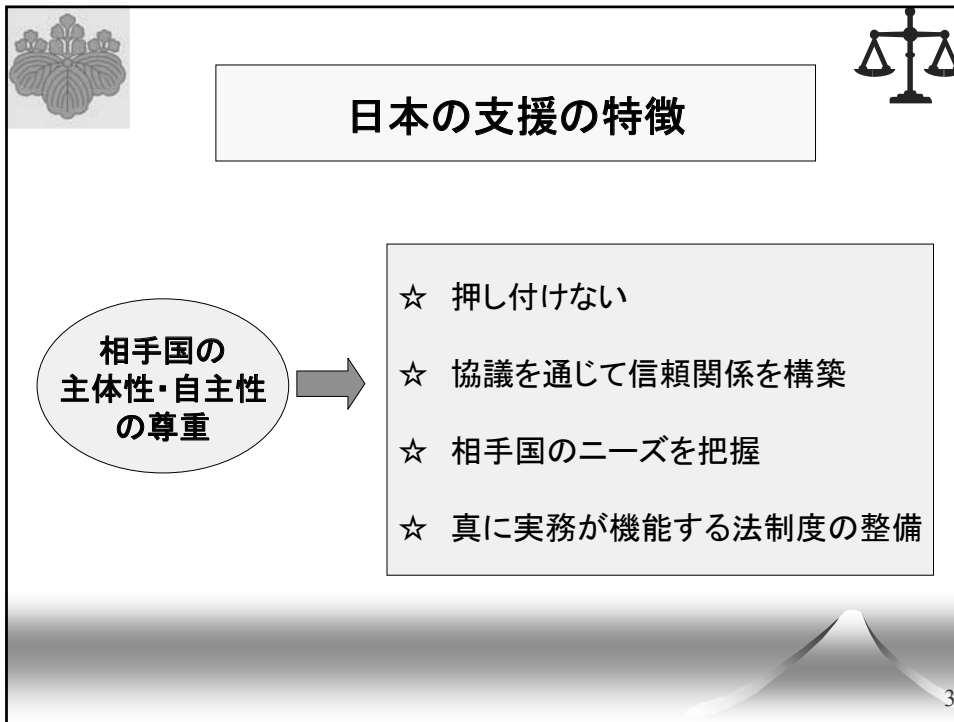 日本の支援の特徴
相手国の
主体性・自主性
の尊重
☆ 押し付けない
☆ 協議を通じて信頼関係を構築
☆ 相手国のニーズを把握
☆ 真に実務が機能する法制度の整備
3